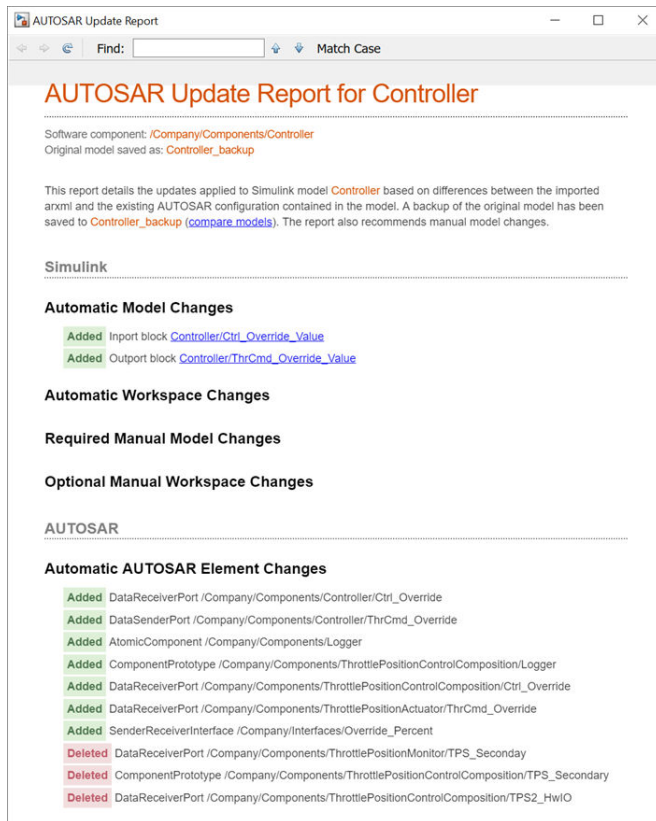 AUTOSAR Update Report
Find:
Match Case
AUTOSAR Update Report for Controller
Software component: /Company/Components/Controller
Original model saved as: Controller_backup
This report details the updates applied to Simulink model Controller based on differences between the imported
arxml and the existing AUTOSAR configuration contained in the model. A backup of the original model has been
saved to Controller_backup (compare models). The report also recommends manual model changes.
Simulink
Automatic Model Changes
Added Inport block Controller/Ctrl_Override_Value
Added Outport block Controller/ThrCmd_Override_Value
Automatic Workspace Changes
Required Manual Model Changes
Optional Manual Workspace Changes
AUTOSAR
Automatic AUTOSAR Element Changes
Added DataReceiverPort /Company/Components/Controller/Ctrl_Override
Added DataSenderPort /Company/Components/Controller/ThrCmd_Override
Added AtomicComponent /Company/Components/Logger
Added ComponentPrototype /Company/Components/ThrottlePositionControlComposition/Logger
Added DataReceiverPort /Company/Components/ThrottlePositionControlComposition/Ctrl_Override
Added DataReceiverPort /Company/Components/ThrottlePositionActuator/ThrCmd_Override
Added SenderReceiverInterface /Company/Interfaces/Override_Percent
Deleted DataReceiverPort /Company/Components/ThrottlePositionMonitor/TPS_Seconday
Deleted ComponentPrototype /Company/Components/ThrottlePositionControlComposition/TPS_Secondary
Deleted DataReceiverPort /Company/Components/ThrottlePositionControlComposition/TPS2_HwIO